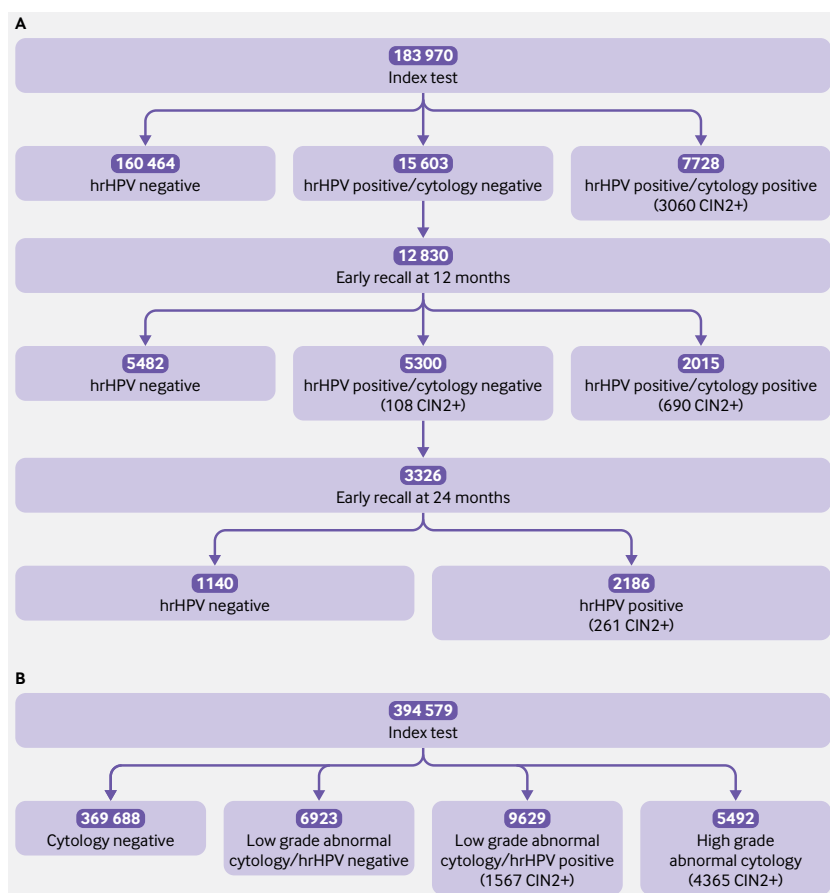 A
183 970
Index test
160 464
hrHPV negative
15 603
hrHPV positive/cytology negative
7728
hrHPV positive/cytology positive
(3060 CIN2+)
12 830
Early recall at 12 months
5482
hrHPV negative
5300
hrHPV positive/cytology negative
(108 CIN2+)
2015
hrHPV positive/cytology positive
(690 CIN2+)
3326
Early recall at 24 months
1140
hrHPV negative
2186
hrHPV positive
(261 CIN2+)
B
394 579
Index test
369 688
Cytology negative
6923
Low grade abnormal
cytology/hrHPV negative
9629
Low grade abnormal
cytology/hrHPV positive
(1567 CIN2+)
5492
High grade
abnormal cytology
(4365 CIN2+)